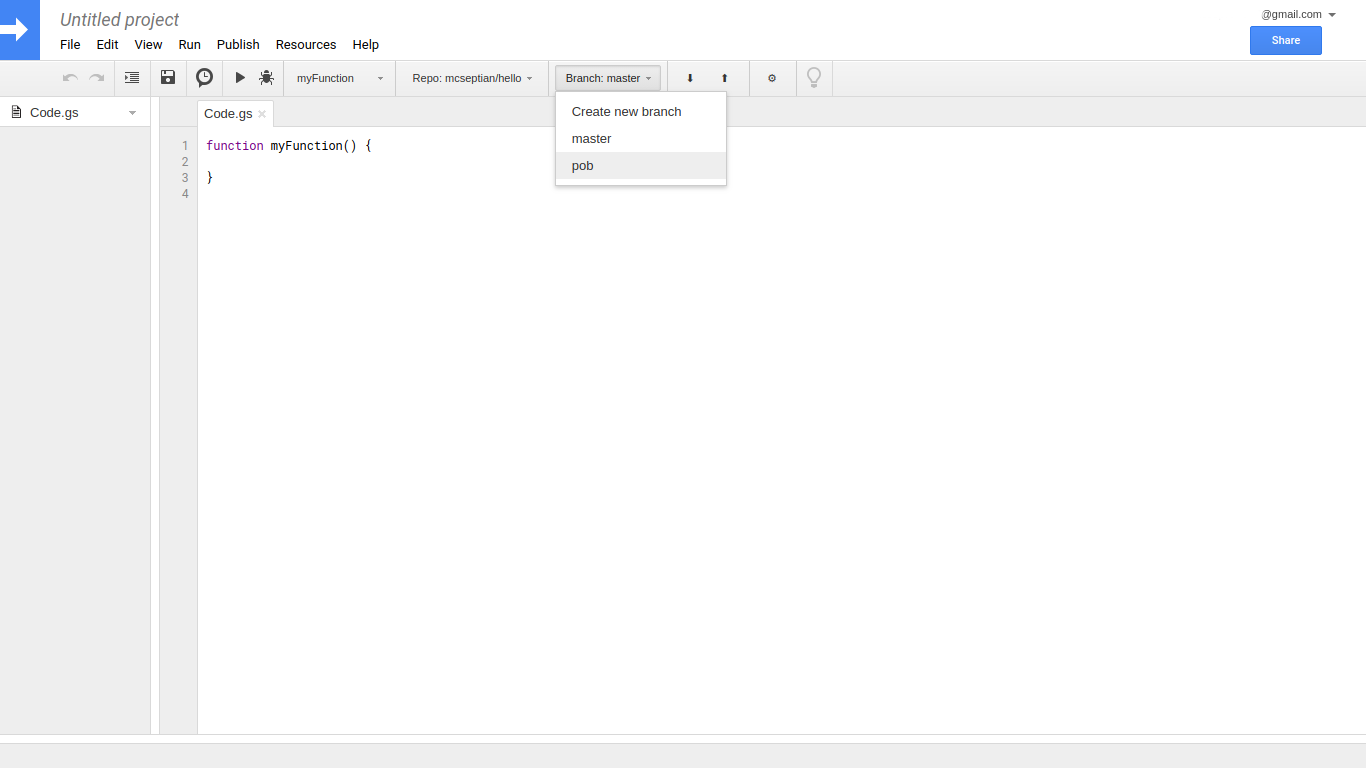 Untitled project
@gmail.com
File Edit View Run Publish Resources Help
Share
myFunction Repo: mcseptian/hello Branch: master
Create new branch
master
pob
Code.gs
Code.gs
1 function myFunction() {
2
3 }
4